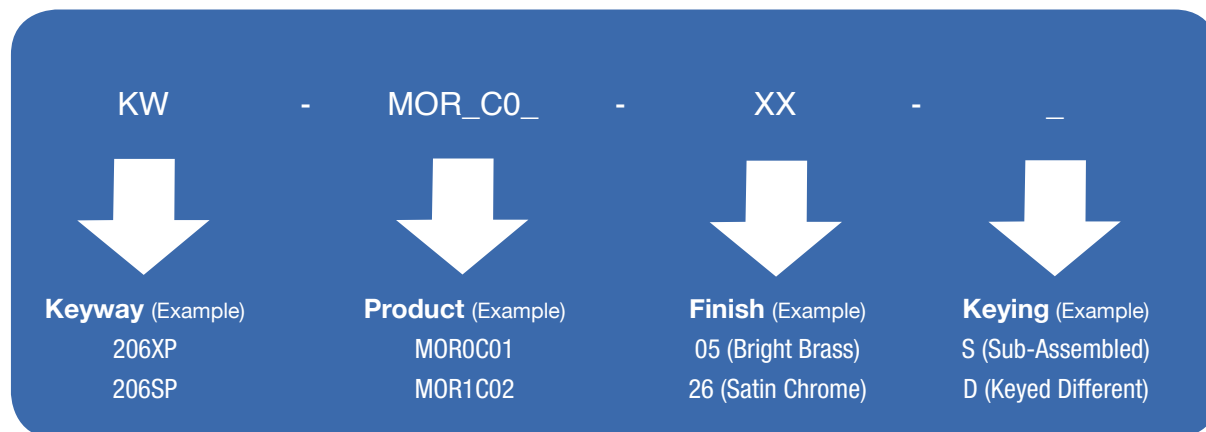 KW - MOR_C0_ - XX - _
Keyway (Example) Product (Example) Finish (Example) Keying (Example)
206XP MOR0C01 05 (Bright Brass) S (Sub-Assembled)
206SP MOR1C02 26 (Satin Chrome) D (Keyed Different)